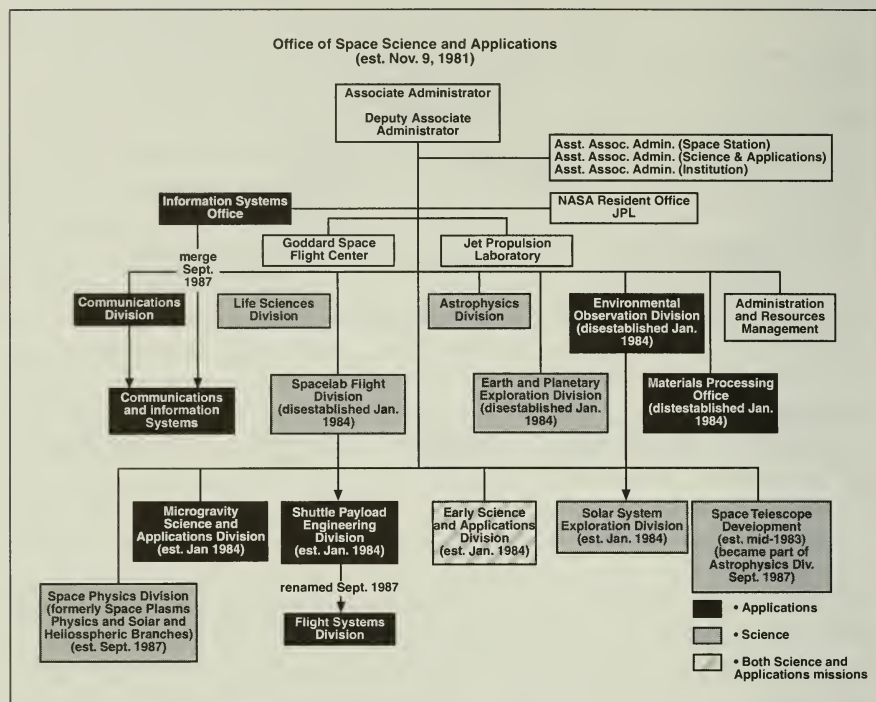 Office of Space Science and Applications
(est. Nov. 9, 1981)
Associate Administrator
Deputy Associate
Administrator
Asst. Assoc. Admin. (Space Station)
Asst. Assoc. Admin. (Science & Applications)
Asst. Assoc. Admin. (Institution)
Information Systems
Office
NASA Resident Office
JPL
Goddard Space
Flight Center
Jet Propulsion
Laboratory
merge
Sept.
1987
Communications
Division
Life Sciences
Division
Astrophysics
Division
Environmental
Observation Division
(disestablished Jan.
1984)
Administration
and Resources
Management
Communications
and Information
Systems
Spacelab Flight
Division
(disestablished Jan.
1984)
Earth and Planetary
Exploration Division
(disestablished Jan.
1984)
Materials Processing
Office
(distestablished Jan.
1984)
Microgravity
Science and
Applications Division
(est. Jan 1984)
Shuttle Payload
Engineering
Division
(est. Jan. 1984)
Early Science
and Applications
Division
(est. Jan. 1984)
Solar System
Exploration Division
(est. Jan. 1984)
Space Telescope
Development
(est. mid-1983)
(became part of
Astrophysics Div.
Sept. 1987)
Space Physics Division
(formerly Space Plasms
Physics and Solar and
Heliospheric Branches)
(est. Sept. 1987)
renamed Sept. 1987
Flight Systems
Division
• Applications
• Science
• Both Science and
Applications missions